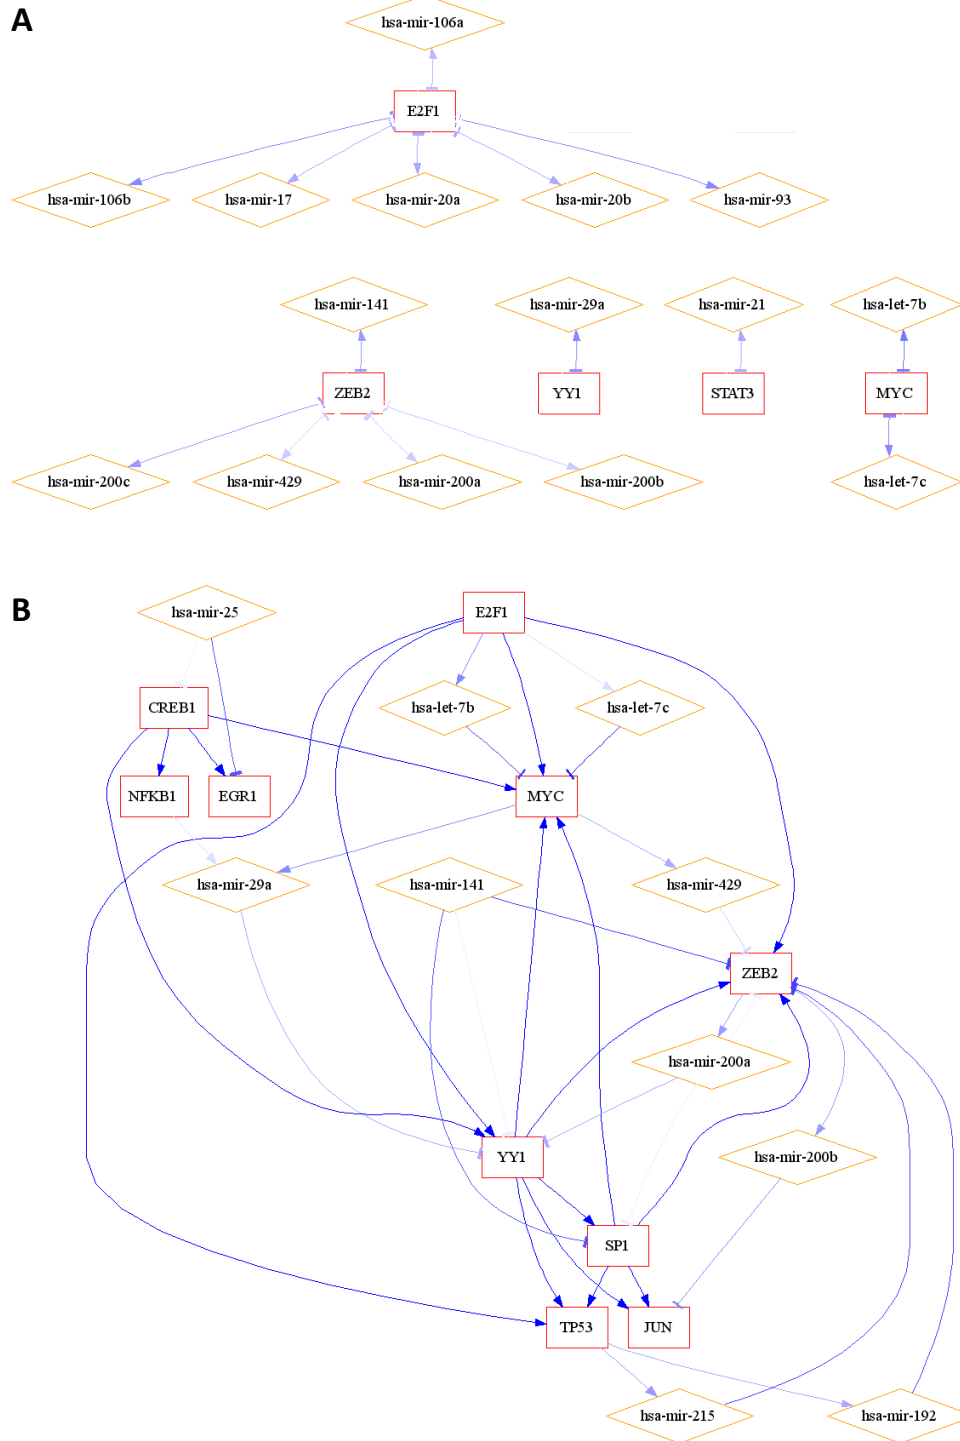 A
hsa-mir-106a
E2F1
hsa-mir-106b
hsa-mir-17
hsa-mir-20a
hsa-mir-20b
hsa-mir-93
hsa-mir-141
hsa-mir-29a
hsa-mir-21
hsa-let-7b
ZEB2
YY1
STAT3
MYC
hsa-mir-200c
hsa-mir-429
hsa-mir-200a
hsa-mir-200b
hsa-let-7c
B
hsa-mir-25
E2F1
CREB1
hsa-let-7b
hsa-let-7c
NFKB1
EGR1
MYC
hsa-mir-29a
hsa-mir-141
hsa-mir-429
ZEB2
hsa-mir-200a
YY1
hsa-mir-200b
SP1
TP53
JUN
hsa-mir-215
hsa-mir-192